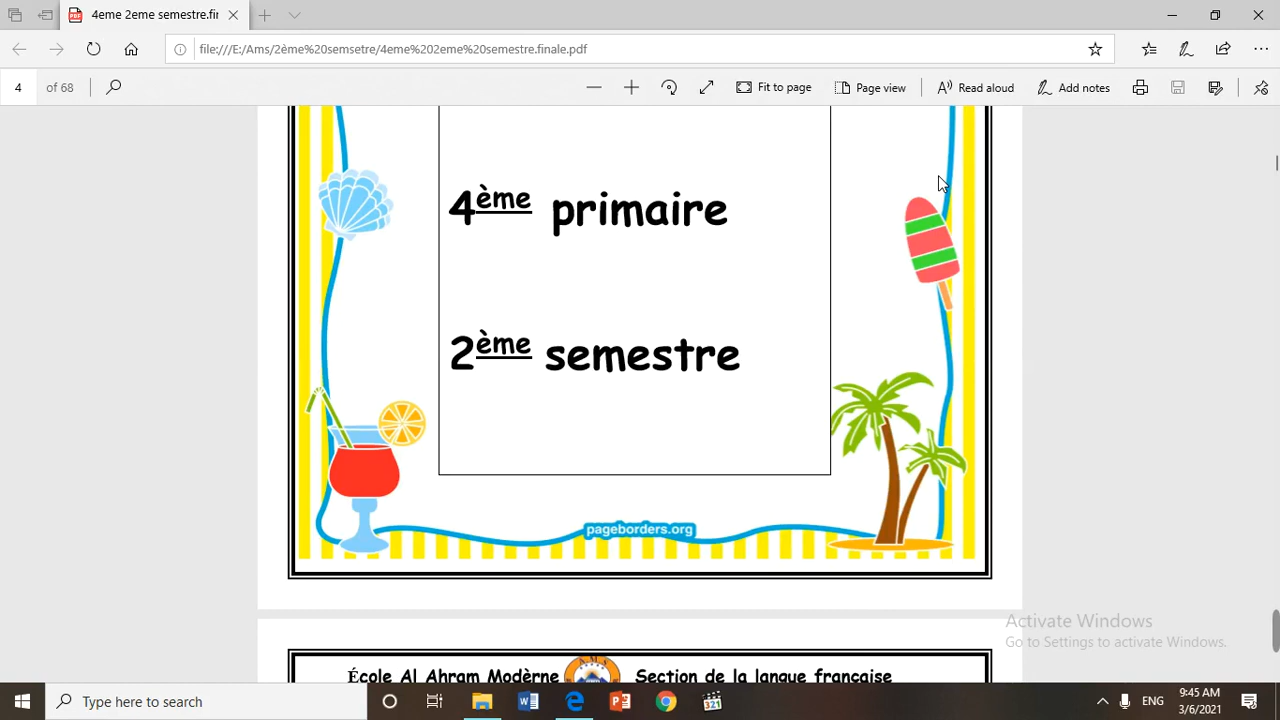 4eme 2eme semestre.fir
file:///E:/Ams/2ème%20semsetre/4eme%202eme%20semestre.finale.pdf
4 of 68
Fit to page
Page view
Read aloud
Add notes
4ème primaire
2ème semestre
pageborders.org
Activate Windows
Go to Settings to activate Windows.
École Al Ahram Modèrne AMA Section de la langue française
Type here to search
321
ENG
9:45 AM
3/6/2021